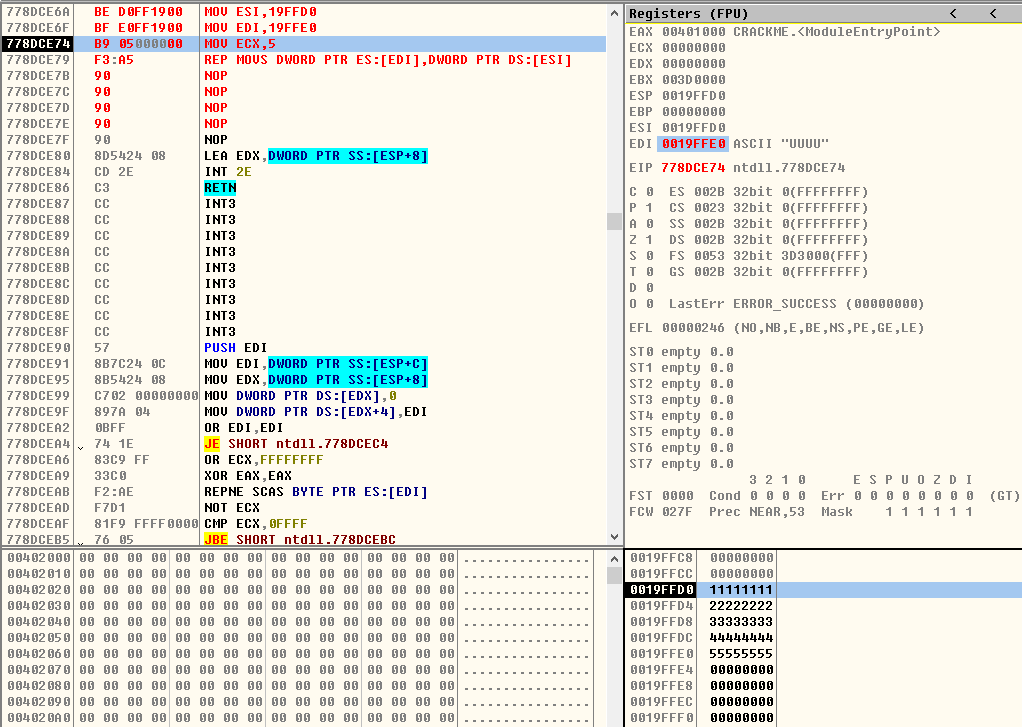 778DCE6A BE D0FF1900 MOV ESI,19FFD0
778DCE6F BF E0FF1900 MOV EDI,19FFE0
778DCE74 B9 05000000 MOV ECX,5
778DCE79 F3:A5 REP MOVS DWORD PTR ES:[EDI],DWORD PTR DS:[ESI]
778DCE7B 90 NOP
778DCE7C 90 NOP
778DCE7D 90 NOP
778DCE7E 90 NOP
778DCE7F 90 NOP
778DCE80 8D5424 08 LEA EDX,DWORD PTR SS:[ESP+8]
778DCE84 CD 2E INT 2E
778DCE86 C3 RETN
778DCE87 CC INT3
778DCE88 CC INT3
778DCE89 CC INT3
778DCE8A CC INT3
778DCE8B CC INT3
778DCE8C CC INT3
778DCE8D CC INT3
778DCE8E CC INT3
778DCE8F CC INT3
778DCE90 57 PUSH EDI
778DCE91 8B7C24 0C MOV EDI,DWORD PTR SS:[ESP+C]
778DCE95 8B5424 08 MOV EDX,DWORD PTR SS:[ESP+8]
778DCE99 C702 00000000 MOV DWORD PTR DS:[EDX],0
778DCE9F 897A 04 MOV DWORD PTR DS:[EDX+4],EDI
778DCEA2 0BFF OR EDI,EDI
778DCEA4 74 1E JE SHORT ntdll.778DCEC4
778DCEA6 83C9 FF OR ECX,FFFFFFFF
778DCEA9 33C0 XOR EAX,EAX
778DCEAB F2:AE REPNE SCAS BYTE PTR ES:[EDI]
778DCEAD F7D1 NOT ECX
778DCEAF 81F9 FFFF0000 CMP ECX,0FFFF
778DCEB5 76 05 JBE SHORT ntdll.778DCEBC
Registers (FPU) < <
EAX 00401000 CRACKME.<ModuleEntryPoint>
ECX 00000000
EDX 00000000
EBX 003D0000
ESP 0019FFD0
EBP 00000000
ESI 0019FFD0
EDI 0019FFE0 ASCII "UUUU"
EIP 778DCE74 ntdll.778DCE74
C 0 ES 002B 32bit 0(FFFFFFFF)
P 1 CS 0023 32bit 0(FFFFFFFF)
A 0 SS 002B 32bit 0(FFFFFFFF)
Z 1 DS 002B 32bit 0(FFFFFFFF)
S 0 FS 0053 32bit 3D3000(FFF)
T 0 GS 002B 32bit 0(FFFFFFFF)
D 0
O 0 LastErr ERROR_SUCCESS (00000000)
EFL 00000246 (NO,NB,E,BE,NS,PE,GE,LE)
ST0 empty 0.0
ST1 empty 0.0
ST2 empty 0.0
ST3 empty 0.0
ST4 empty 0.0
ST5 empty 0.0
ST6 empty 0.0
ST7 empty 0.0
3 2 1 0 E S P U O Z D I
FST 0000 Cond 0 0 0 0 Err 0 0 0 0 0 0 0 0 (GT)
FCW 027F Prec NEAR,53 Mask 1 1 1 1 1 1
00402000 00 00 00 00 00 00 00 00 00 00 00 00 00 00 00 00 ................
00402010 00 00 00 00 00 00 00 00 00 00 00 00 00 00 00 00 ................
00402020 00 00 00 00 00 00 00 00 00 00 00 00 00 00 00 00 ................
00402030 00 00 00 00 00 00 00 00 00 00 00 00 00 00 00 00 ................
00402040 00 00 00 00 00 00 00 00 00 00 00 00 00 00 00 00 ................
00402050 00 00 00 00 00 00 00 00 00 00 00 00 00 00 00 00 ................
00402060 00 00 00 00 00 00 00 00 00 00 00 00 00 00 00 00 ................
00402070 00 00 00 00 00 00 00 00 00 00 00 00 00 00 00 00 ................
00402080 00 00 00 00 00 00 00 00 00 00 00 00 00 00 00 00 ................
00402090 00 00 00 00 00 00 00 00 00 00 00 00 00 00 00 00 ................
004020A0 00 00 00 00 00 00 00 00 00 00 00 00 00 00 00 00 ................
0019FFC8 00000000
0019FFCC 00000000
0019FFD0 11111111
0019FFD4 22222222
0019FFD8 33333333
0019FFDC 44444444
0019FFE0 55555555
0019FFE4 00000000
0019FFE8 00000000
0019FFEC 00000000
0019FFF0 00000000